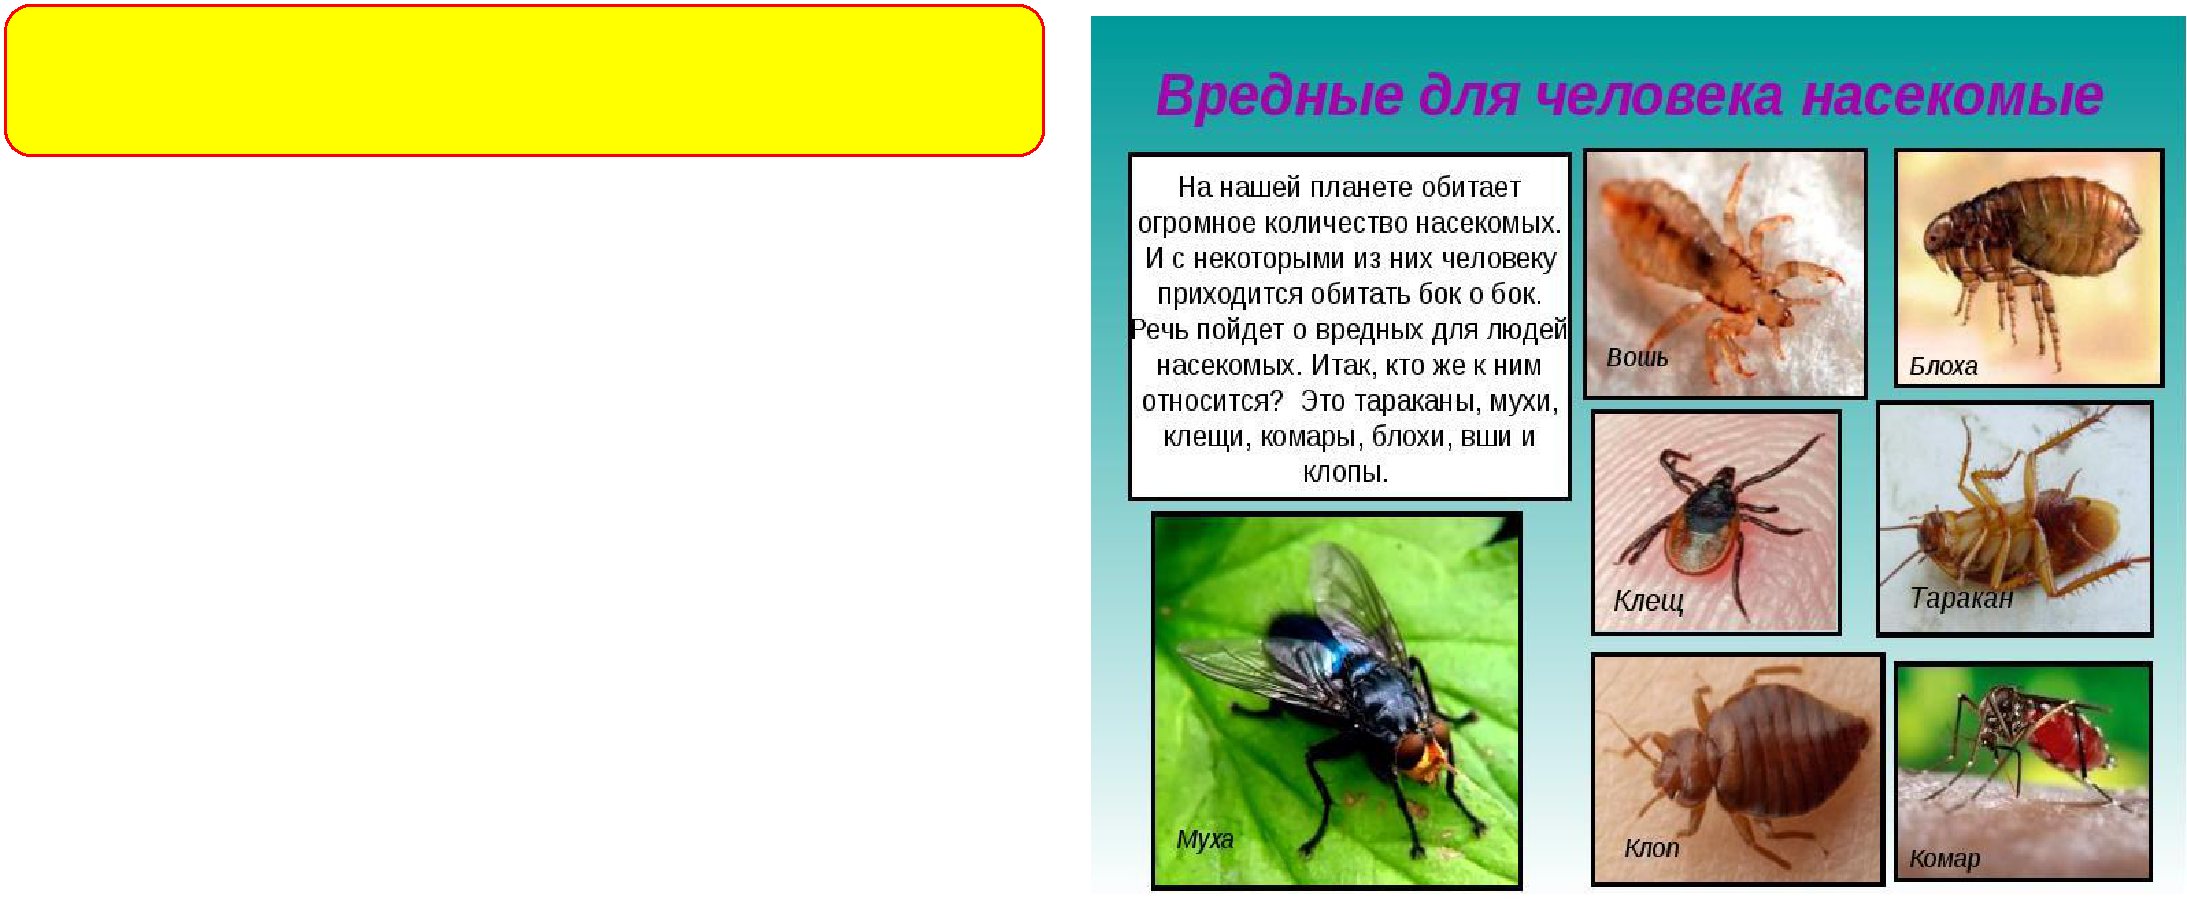 Вредные для человека насекомые
На нашей планете обитает
огромное количество насекомых.
И с некоторыми из них человеку
приходится обитать бок о бок.
Речь пойдет о вредных для людей
насекомых. Итак, кто же к ним
относится? Это тараканы, мухи,
клещи, комары, блохи, вши и
клопы.
Вошь
Блоха
Клещ
Таракан
Муха
Клоп
Комар